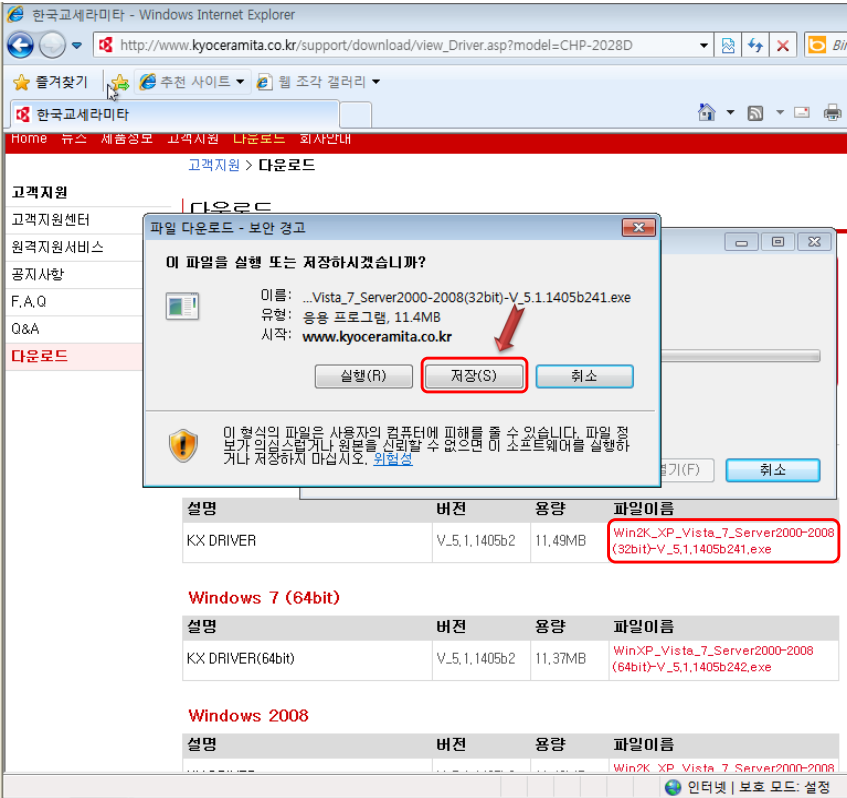 한국교세라미타 - Windows Internet Explorer
http://www.kyoceramita.co.kr/support/download/view_Driver.asp?model=CHP-2028D
Bin
즐겨찾기 추천 사이트 웹 조각 갤러리
한국교세라미타
Home 뉴스 제품정보 고객지원 다운로드 회사안내
고객지원 > 다운로드
고객지원
다운로드
고객지원센터
원격지원서비스
공지사항
F.A.Q
Q&A
다운로드
파일 다운로드 - 보안 경고
이 파일을 실행 또는 저장하시겠습니까?
이름: ...Vista_7_Server2000-2008(32bit)-V_5.1.1405b241.exe
유형: 응용 프로그램, 11.4MB
시작: www.kyoceramita.co.kr
실행(R) 저장(S) 취소
이 형식의 파일은 사용자의 컴퓨터에 피해를 줄 수 있습니다. 파일 정
보가 의심스럽거나 원본을 신뢰할 수 없으면 이 소프트웨어를 실행하
거나 저장하지 마십시오. 위험성
열기(F) 취소
설명 버전 용량 파일이름
KX DRIVER V_5.1.1405b2 11.49MB Win2K_XP_Vista_7_Server2000-2008
(32bit)-V_5.1.1405b241.exe
Windows 7 (64bit)
설명 버전 용량 파일이름
KX DRIVER(64bit) V_5.1.1405b2 11.37MB WinXP_Vista_7_Server2000-2008
(64bit)-V_5.1.1405b242.exe
Windows 2008
설명 버전 용량 파일이름
Win2K_XP_Vista_7_Server2000-2008
인터넷 | 보호 모드: 설정